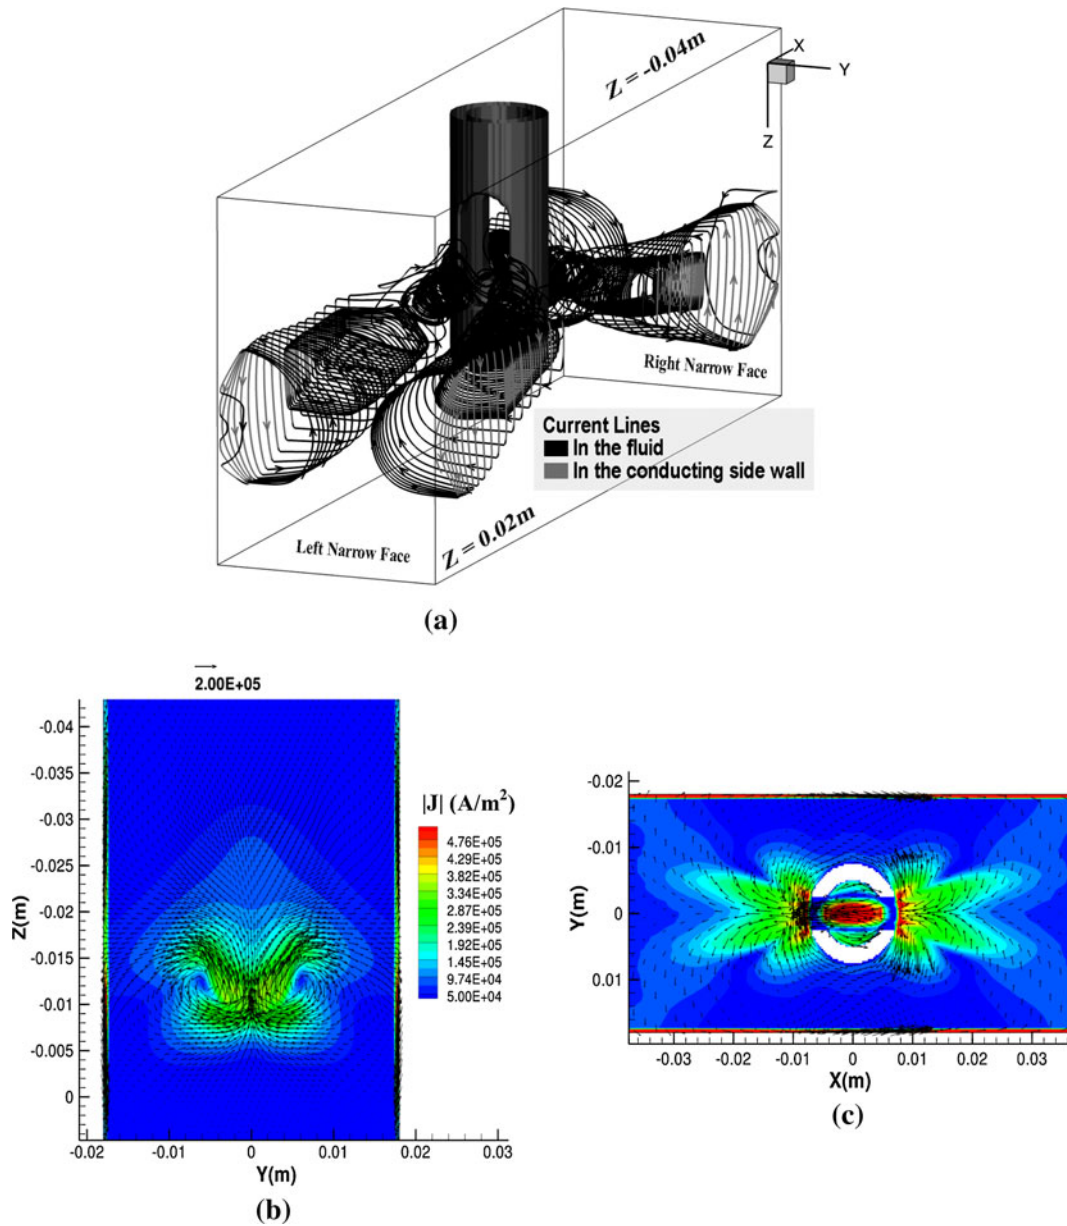 Z = -0.04m
X
Y
Z
Right Narrow Face
Current Lines
In the fluid
In the conducting side wall
Left Narrow Face
Z = 0.02m
(a)
2.00E+05
-0.04
-0.035
-0.03
-0.025
-0.02
-0.015
-0.01
-0.005
0
Z(m)
-0.02 -0.01 0 0.01 0.02 0.03
Y(m)
(b)
|J| (A/m²)
4.76E+05
4.29E+05
3.82E+05
3.34E+05
2.87E+05
2.39E+05
1.92E+05
1.45E+05
9.74E+04
5.00E+04
-0.02
-0.01
0
0.01
Y(m)
-0.03 -0.02 -0.01 0 0.01 0.02 0.03
X(m)
(c)